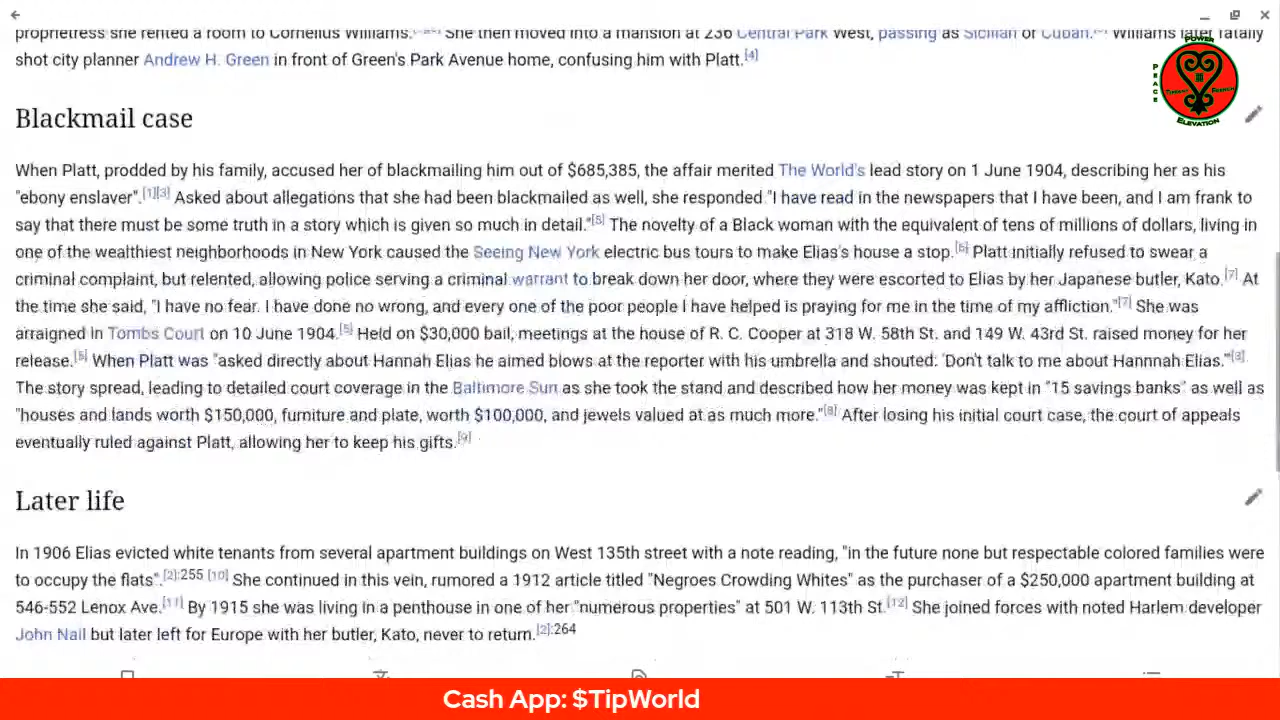 proprietress she rented a room to Cornelius Williams. She then moved into a mansion at 236 Central Park West, passing as Sicilian or Cuban. Williams later fatally
shot city planner Andrew H. Green in front of Green's Park Avenue home, confusing him with Platt.[4]
POWER
PEACE
ELEVATION
Blackmail case
When Platt, prodded by his family, accused her of blackmailing him out of $685,385, the affair merited The World's lead story on 1 June 1904, describing her as his
"ebony enslaver".[1][3] Asked about allegations that she had been blackmailed as well, she responded "I have read in the newspapers that I have been, and I am frank to
say that there must be some truth in a story which is given so much in detail."[5] The novelty of a Black woman with the equivalent of tens of millions of dollars, living in
one of the wealthiest neighborhoods in New York caused the Seeing New York electric bus tours to make Elias's house a stop.[6] Platt initially refused to swear a
criminal complaint, but relented, allowing police serving a criminal warrant to break down her door, where they were escorted to Elias by her Japanese butler, Kato.[7] At
the time she said, "I have no fear. I have done no wrong, and every one of the poor people I have helped is praying for me in the time of my affliction."[7] She was
arraigned in Tombs Court on 10 June 1904.[5] Held on $30,000 bail, meetings at the house of R. C. Cooper at 318 W. 58th St. and 149 W. 43rd St. raised money for her
release.[5] When Platt was "asked directly about Hannah Elias he aimed blows at the reporter with his umbrella and shouted. 'Don't talk to me about Hannnah Elias."[3]
The story spread, leading to detailed court coverage in the Baltimore Sun as she took the stand and described how her money was kept in "15 savings banks" as well as
"houses and lands worth $150,000, furniture and plate, worth $100,000, and jewels valued at as much more."[8] After losing his initial court case, the court of appeals
eventually ruled against Platt, allowing her to keep his gifts.[9]
Later life
In 1906 Elias evicted white tenants from several apartment buildings on West 135th street with a note reading, "in the future none but respectable colored families were
to occupy the flats".[2]:255 [10] She continued in this vein, rumored a 1912 article titled "Negroes Crowding Whites" as the purchaser of a $250,000 apartment building at
546-552 Lenox Ave.[11] By 1915 she was living in a penthouse in one of her "numerous properties" at 501 W. 113th St.[12] She joined forces with noted Harlem developer
John Nail but later left for Europe with her butler, Kato, never to return.[2]:264
Cash App: $TipWorld